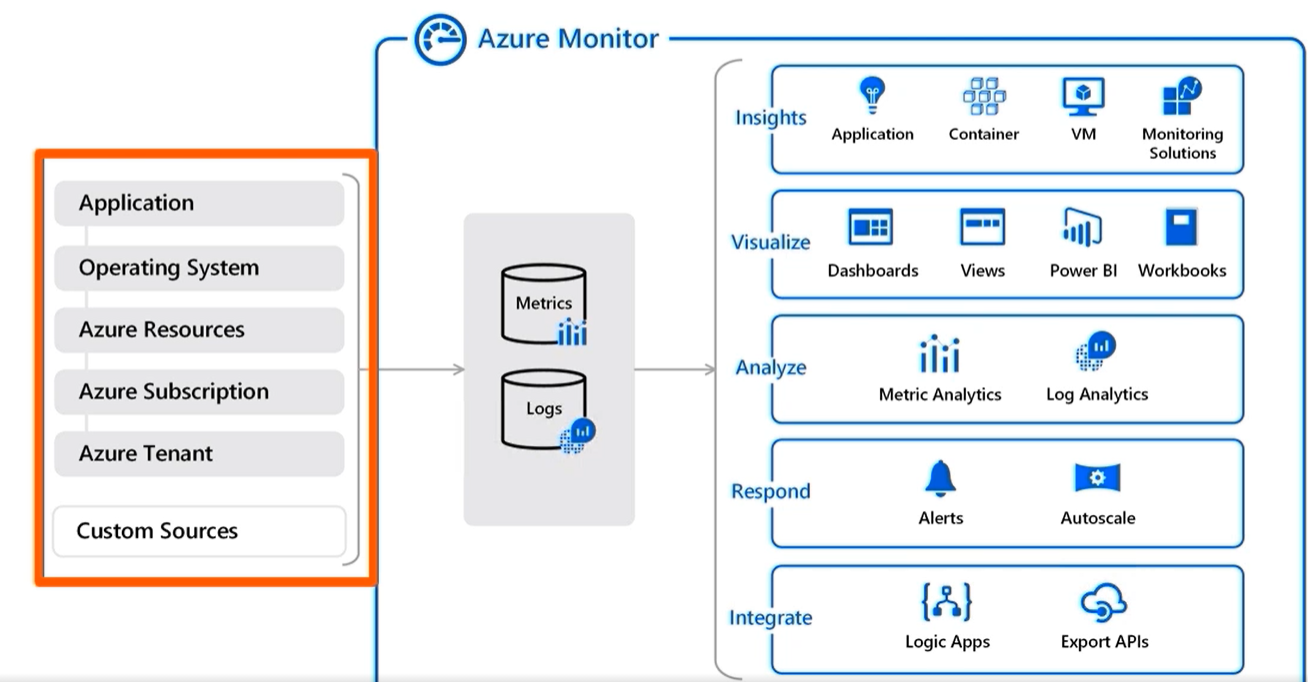 Azure Monitor
Application
Operating System
Azure Resources
Azure Subscription
Azure Tenant
Custom Sources
Metrics
Logs
Insights
Application
Container
VM
Monitoring
Solutions
Visualize
Dashboards
Views
Power BI
Workbooks
Analyze
Metric Analytics
Log Analytics
Respond
Alerts
Autoscale
Integrate
Logic Apps
Export APIs